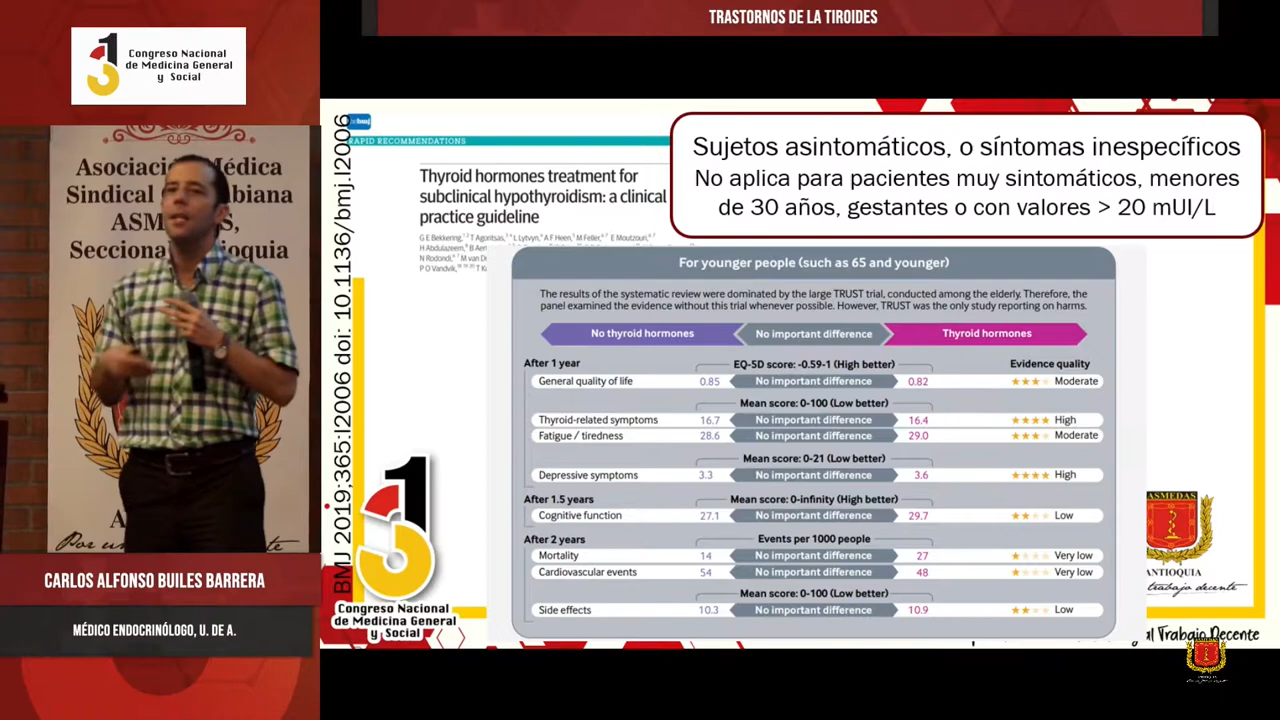 TRASTORNOS DE LA TIROIDES
31
Congreso Nacional
de Medicina General
y Social
Asociación Médica
Sindical Colombiana
ASMEDAS,
Seccional Antioquia
CARLOS ALFONSO BUILES BARRERA
MÉDICO ENDOCRINÓLOGO, U. DE A.
BMJ 2019;365:l2006 doi: 10.1136/bmj.l2006
thebmj
RAPID RECOMMENDATIONS
Thyroid hormones treatment for
subclinical hypothyroidism: a clinical
practice guideline
Sujetos asintomáticos, o síntomas inespecíficos
No aplica para pacientes muy sintomáticos, menores
de 30 años, gestantes o con valores > 20 mUI/L
For younger people (such as 65 and younger)
The results of the systematic review were dominated by the large TRUST trial, conducted among the elderly. Therefore, the
panel examined the evidence without this trial whenever possible. However, TRUST was the only study reporting on harms.
No thyroid hormones No important difference Thyroid hormones
After 1 year EQ-5D score: -0.59-1 (High better) Evidence quality
General quality of life 0.85 No important difference 0.82 Moderate
Mean score: 0-100 (Low better)
Thyroid-related symptoms 16.7 No important difference 16.4 High
Fatigue / tiredness 28.6 No important difference 29.0 Moderate
Mean score: 0-21 (Low better)
Depressive symptoms 3.3 No important difference 3.6 High
After 1.5 years Mean score: 0-infinity (High better)
Cognitive function 27.1 No important difference 29.7 Low
After 2 years Events per 1000 people
Mortality 14 No important difference 27 Very low
Cardiovascular events 54 No important difference 48 Very low
Mean score: 0-100 (Low better)
Side effects 10.3 No important difference 10.9 Low
31
Congreso Nacional
de Medicina General
y Social
ASMEDAS
ANTIOQUIA
trabajo decente
Trabajo Decente